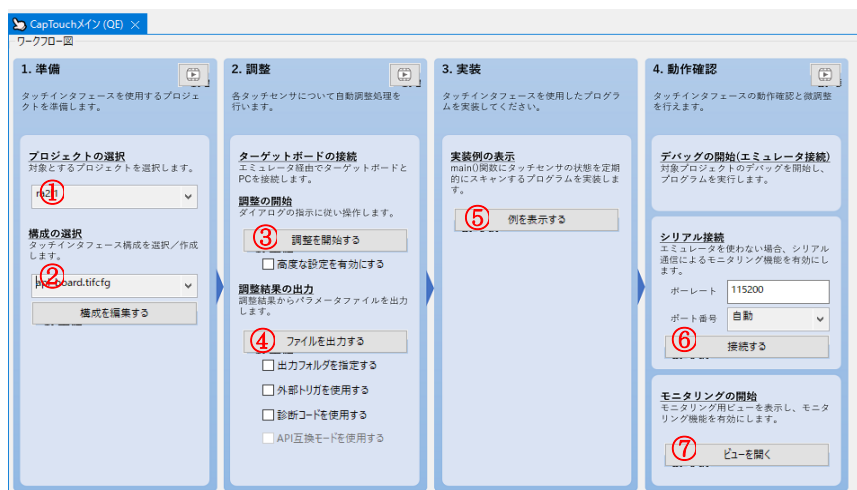 CapTouchメイン (QE)
ワークフロー図
1. 準備
タッチインタフェースを使用するプロジェ
クトを準備します。
プロジェクトの選択
対象とするプロジェクトを選択します。
①
構成の選択
タッチインタフェース構成を選択／作成
します。
②
board.tifcfg
構成を編集する
2. 調整
各タッチセンサについて自動調整処理を
行います。
ターゲットボードの接続
エミュレータ経由でターゲットボードと
PCを接続します。
調整の開始
ダイアログの指示に従い操作します。
③ 調整を開始する
高度な設定を有効にする
調整結果の出力
調整結果からパラメータファイルを出力
します。
④ ファイルを出力する
出力フォルダを指定する
外部トリガを使用する
診断コードを使用する
API互換モードを使用する
3. 実装
タッチインタフェースを使用したプログラ
ムを実装してください。
実装例の表示
main()関数にタッチセンサの状態を定期
的にスキャンするプログラムを実装しま
す。
⑤ 例を表示する
4. 動作確認
タッチインタフェースの動作確認と微調整
を行えます。
デバッグの開始(エミュレータ接続)
対象プロジェクトのデバッグを開始し、
プログラムを実行します。
シリアル接続
エミュレータを使わない場合、シリアル
通信によるモニタリング機能を有効にし
ます。
ボーレート 115200
ポート番号 自動
⑥ 接続する
モニタリングの開始
モニタリング用ビューを表示し、モニタ
リング機能を有効にします。
⑦ ビューを開く